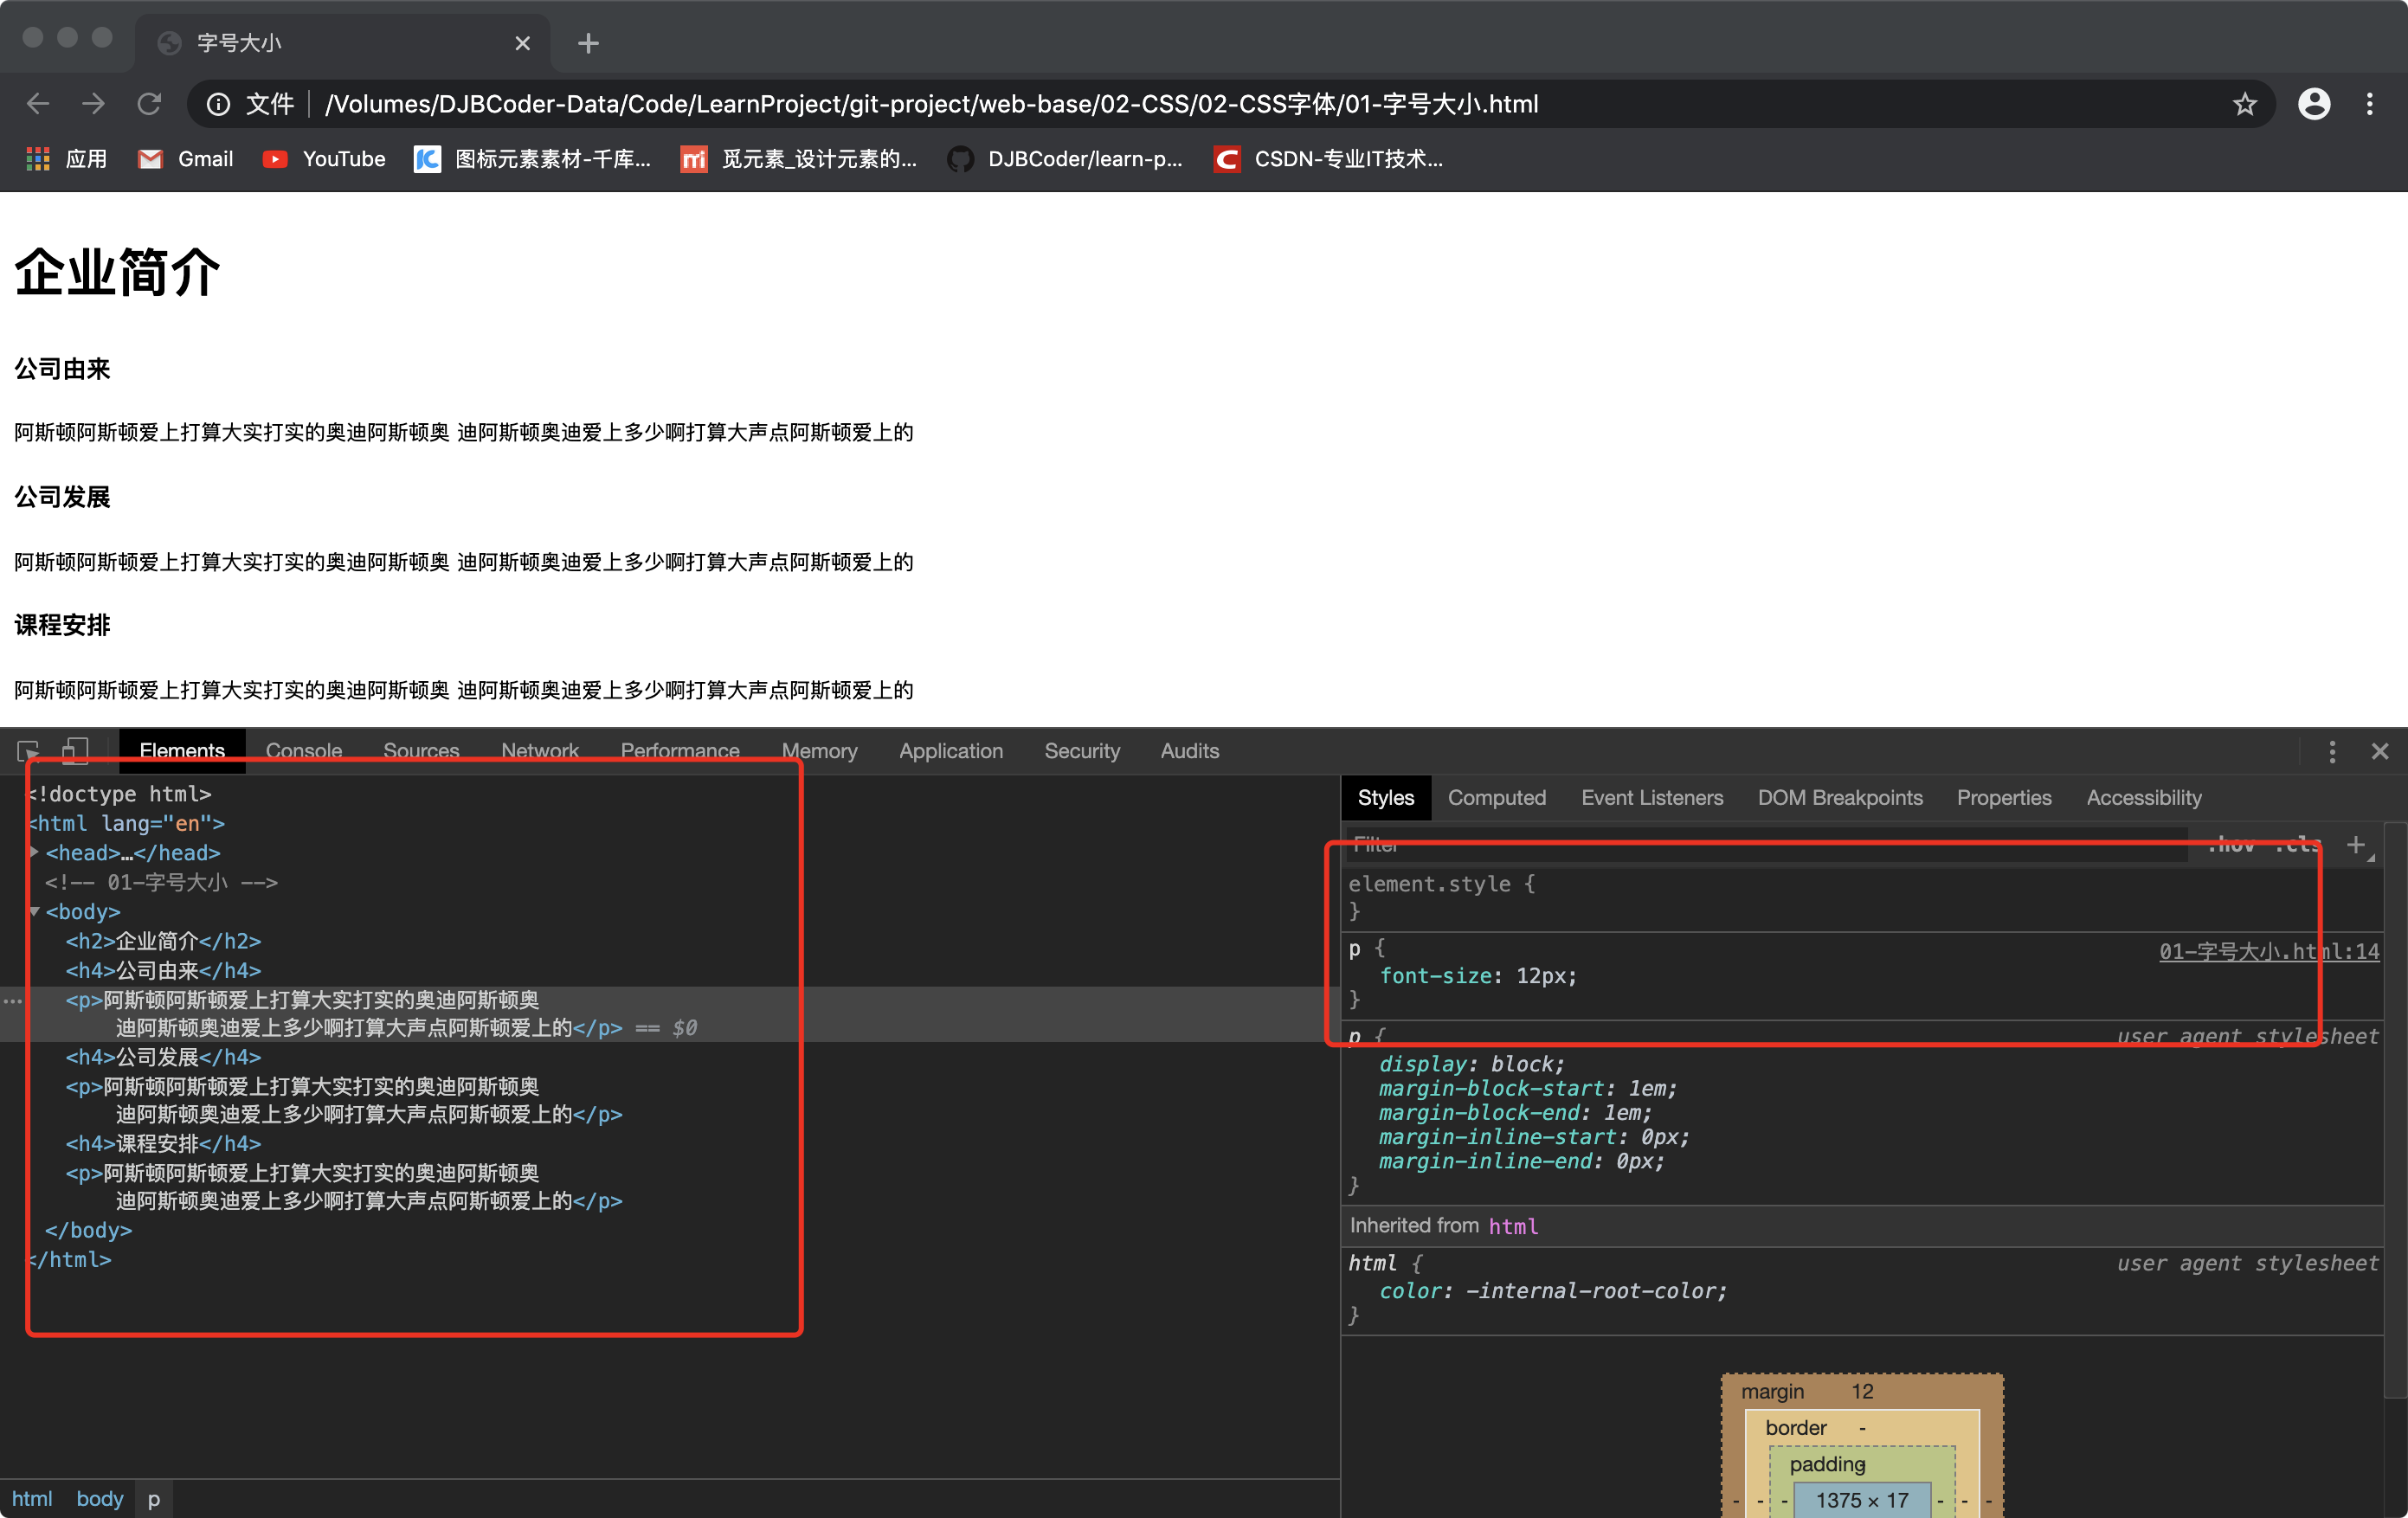 字号大小
文件 /Volumes/DJBCoder-Data/Code/LearnProject/git-project/web-base/02-CSS/02-CSS字体/01-字号大小.html
应用 Gmail YouTube 图标元素素材-千库... 觅元素_设计元素的... DJBCoder/learn-p... CSDN-专业IT技术...
企业简介
公司由来
阿斯顿阿斯顿爱上打算大实打实的奥迪阿斯顿奥 迪阿斯顿奥迪爱上多少啊打算大声点阿斯顿爱上的
公司发展
阿斯顿阿斯顿爱上打算大实打实的奥迪阿斯顿奥 迪阿斯顿奥迪爱上多少啊打算大声点阿斯顿爱上的
课程安排
阿斯顿阿斯顿爱上打算大实打实的奥迪阿斯顿奥 迪阿斯顿奥迪爱上多少啊打算大声点阿斯顿爱上的
Elements Console Sources Network Performance Memory Application Security Audits
<!doctype html>
<html lang="en">
<head>…</head>
<!-- 01-字号大小 -->
<body>
<h2>企业简介</h2>
<h4>公司由来</h4>
<p>阿斯顿阿斯顿爱上打算大实打实的奥迪阿斯顿奥
迪阿斯顿奥迪爱上多少啊打算大声点阿斯顿爱上的</p> == $0
<h4>公司发展</h4>
<p>阿斯顿阿斯顿爱上打算大实打实的奥迪阿斯顿奥
迪阿斯顿奥迪爱上多少啊打算大声点阿斯顿爱上的</p>
<h4>课程安排</h4>
<p>阿斯顿阿斯顿爱上打算大实打实的奥迪阿斯顿奥
迪阿斯顿奥迪爱上多少啊打算大声点阿斯顿爱上的</p>
</body>
</html>
html body p
Styles Computed Event Listeners DOM Breakpoints Properties Accessibility
Filter :hov .cls
element.style {
}
p { 01-字号大小.html:14
font-size: 12px;
}
p { user agent stylesheet
display: block;
margin-block-start: 1em;
margin-block-end: 1em;
margin-inline-start: 0px;
margin-inline-end: 0px;
}
Inherited from html
html { user agent stylesheet
color: -internal-root-color;
}
margin 12
border -
padding -
- - - 1375 × 17 - - -